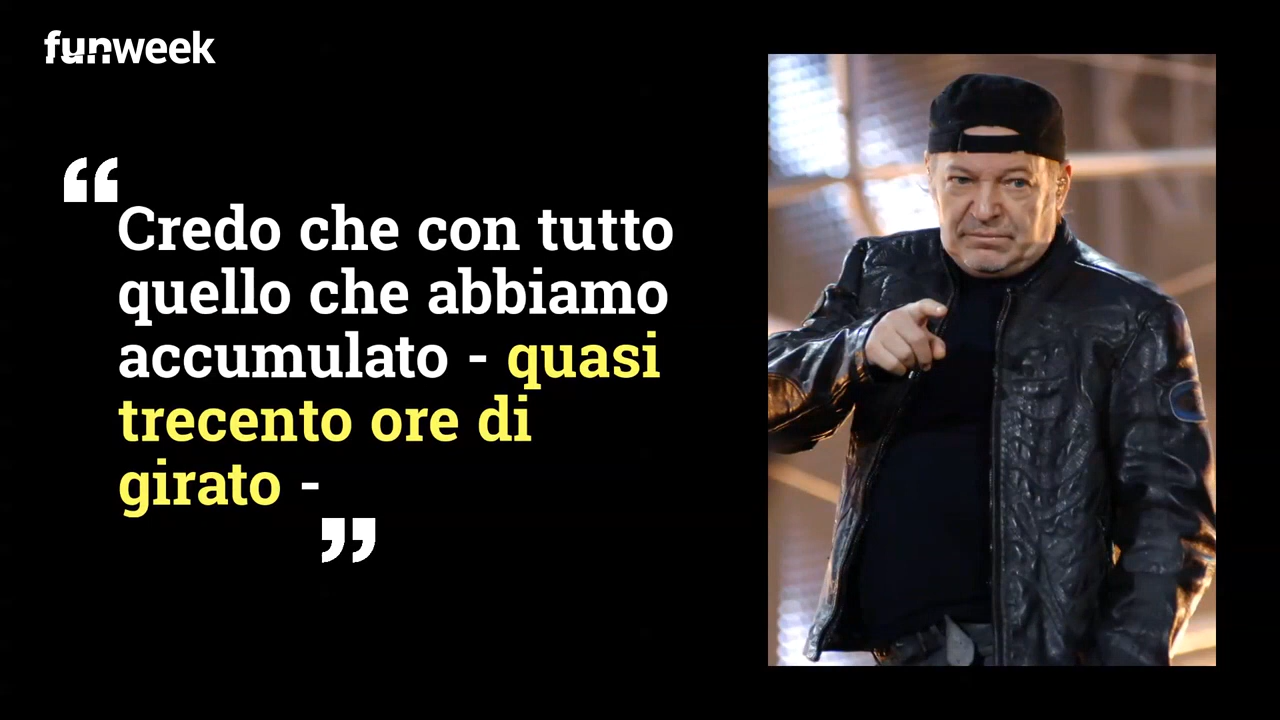 funweek
“
Credo che con tutto
quello che abbiamo
accumulato - quasi
trecento ore di
girato -
”